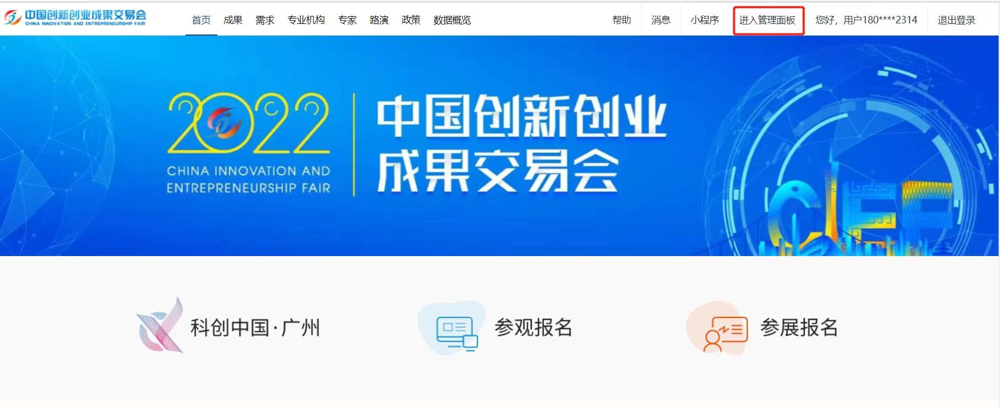 中国创新创业成果交易会
CHINA INNOVATION AND ENTREPRENEURSHIP FAIR
首页 成果 需求 专业机构 专家 路演 政策 数据概览
帮助 消息 小程序 进入管理面板 您好，用户180****2314 退出登录
2022
CHINA INNOVATION AND
ENTREPRENEURSHIP FAIR
中国创新创业
成果交易会
CIEF
科创中国·广州 参观报名 参展报名